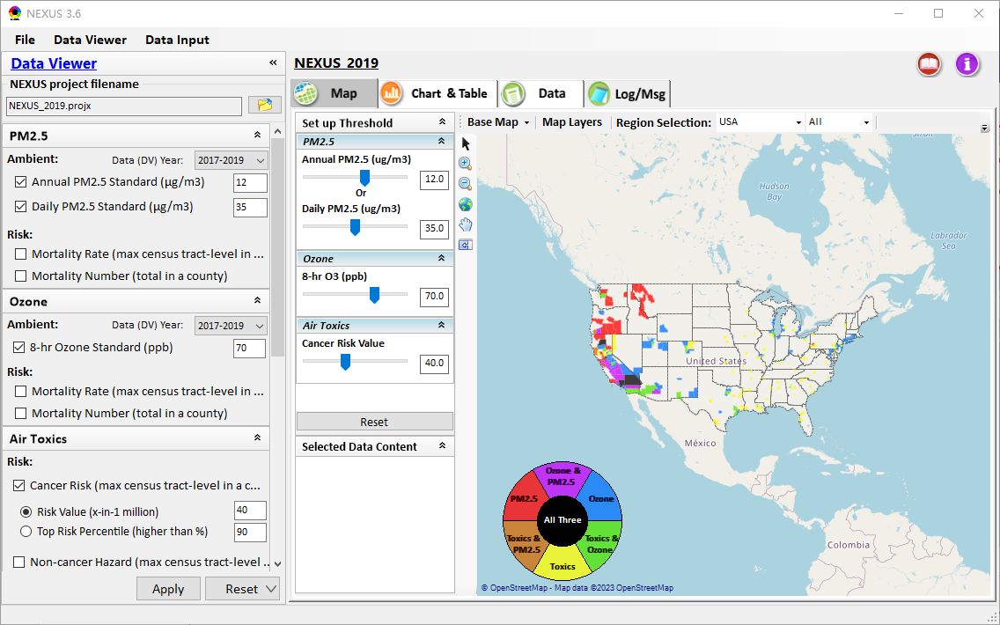 NEXUS 3.6
File Data Viewer Data Input
Data Viewer «
NEXUS project filename
NEXUS_2019.projx
PM2.5
Ambient: Data (DV) Year: 2017-2019
Annual PM2.5 Standard (µg/m3) 12
Daily PM2.5 Standard (µg/m3) 35
Risk:
Mortality Rate (max census tract-level in ...
Mortality Number (total in a county)
Ozone
Ambient: Data (DV) Year: 2017-2019
8-hr Ozone Standard (ppb) 70
Risk:
Mortality Rate (max census tract-level in ...
Mortality Number (total in a county)
Air Toxics
Risk:
Cancer Risk (max census tract-level in a c...
Risk Value (x-in-1 million) 40
Top Risk Percentile (higher than %) 90
Non-cancer Hazard (max census tract-level ..
Apply Reset
NEXUS_2019
Map Chart & Table Data Log/Msg
Set up Threshold
PM2.5
Annual PM2.5 (ug/m3)
12.0
Or
Daily PM2.5 (ug/m3)
35.0
Ozone
8-hr O3 (ppb)
70.0
Air Toxics
Cancer Risk Value
40.0
Reset
Selected Data Content
Base Map Map Layers Region Selection: USA All
Hudson
Bay
Labrador
Sea
United States
México
Colombia
Ozone &
PM2.5
PM2.5
Ozone
All Three
Toxics &
PM2.5
Toxics &
Ozone
Toxics
© OpenStreetMap - Map data ©2023 OpenStreetMap